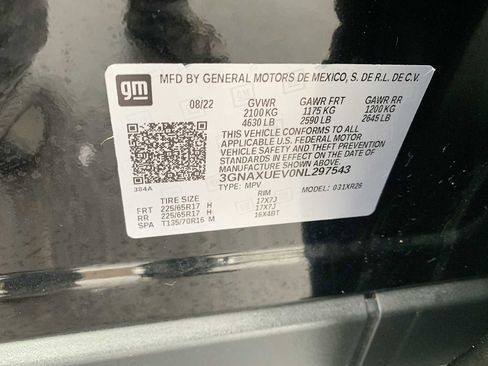 gm
MFD BY GENERAL MOTORS DE MEXICO, S. DE R.L. DE C.V.
08/22 GVWR GAWR FRT GAWR RR
2100 KG 1175 KG 1200 KG
4630 LB 2590 LB 2645 LB
THIS VEHICLE CONFORMS TO ALL
APPLICABLE U.S. FEDERAL MOTOR
VEHICLE SAFETY AND THEFT PREVENTION
STANDARDS IN EFFECT ON THE DATE OF
MANUFACTURE SHOWN ABOVE.
3GNAXUEV0NL297543
384A TYPE: MPV MODEL: 031XR26
TIRE SIZE RIM
FRT 225/65R17 H 17X7J
RR 225/65R17 H 17X7J
SPA T135/70R16 M 16X4BT